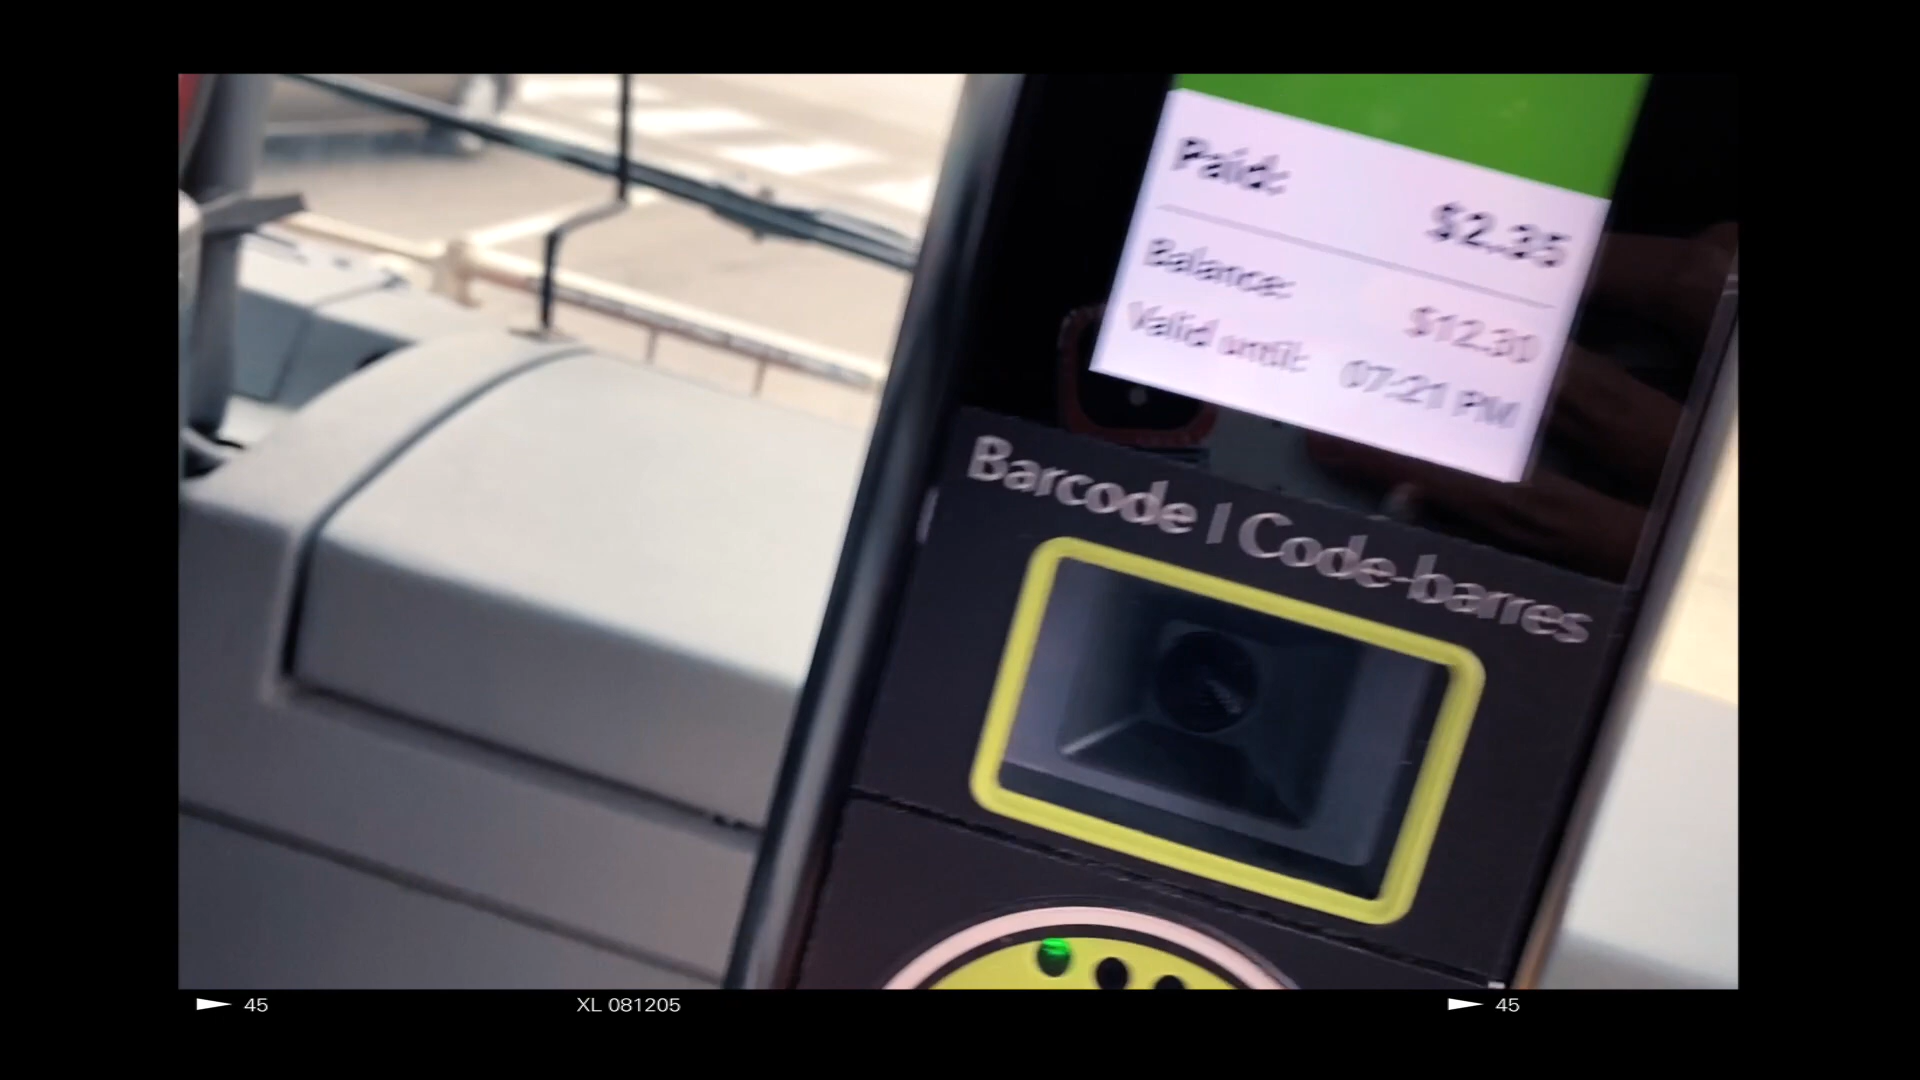 Paid:
$2.35
Balance:
$12.30
Valid until: 07:21 PM
Barcode | Code-barres
45 XL 081205 45